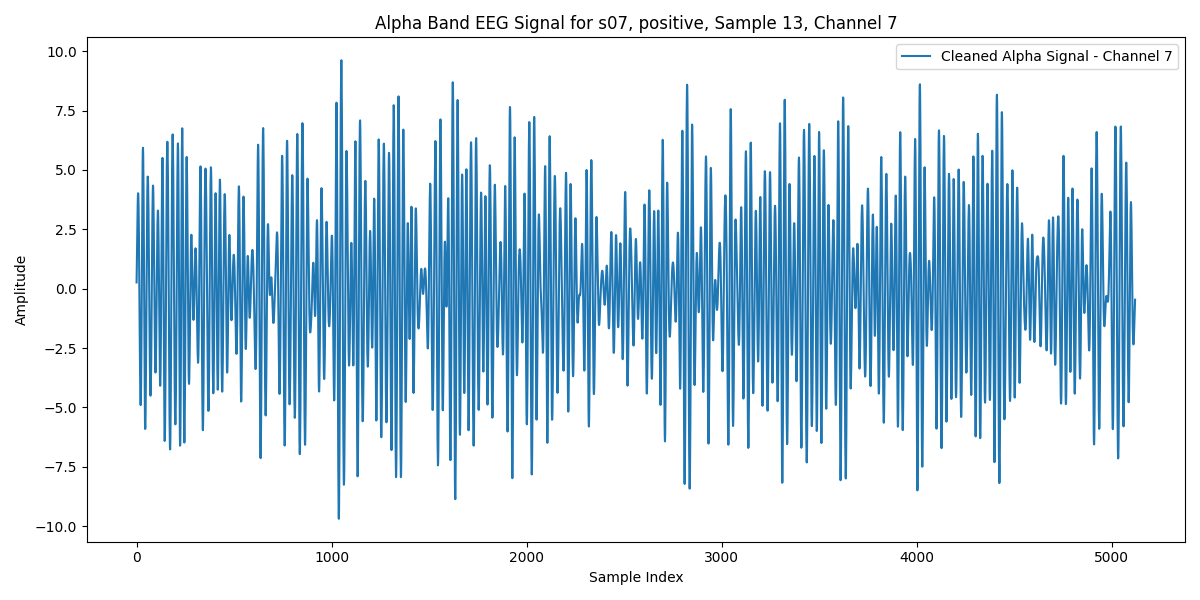 Alpha Band EEG Signal for s07, positive, Sample 13, Channel 7
Cleaned Alpha Signal - Channel 7
Amplitude
10.0
7.5
5.0
2.5
0.0
−2.5
−5.0
−7.5
−10.0
0 1000 2000 3000 4000 5000
Sample Index